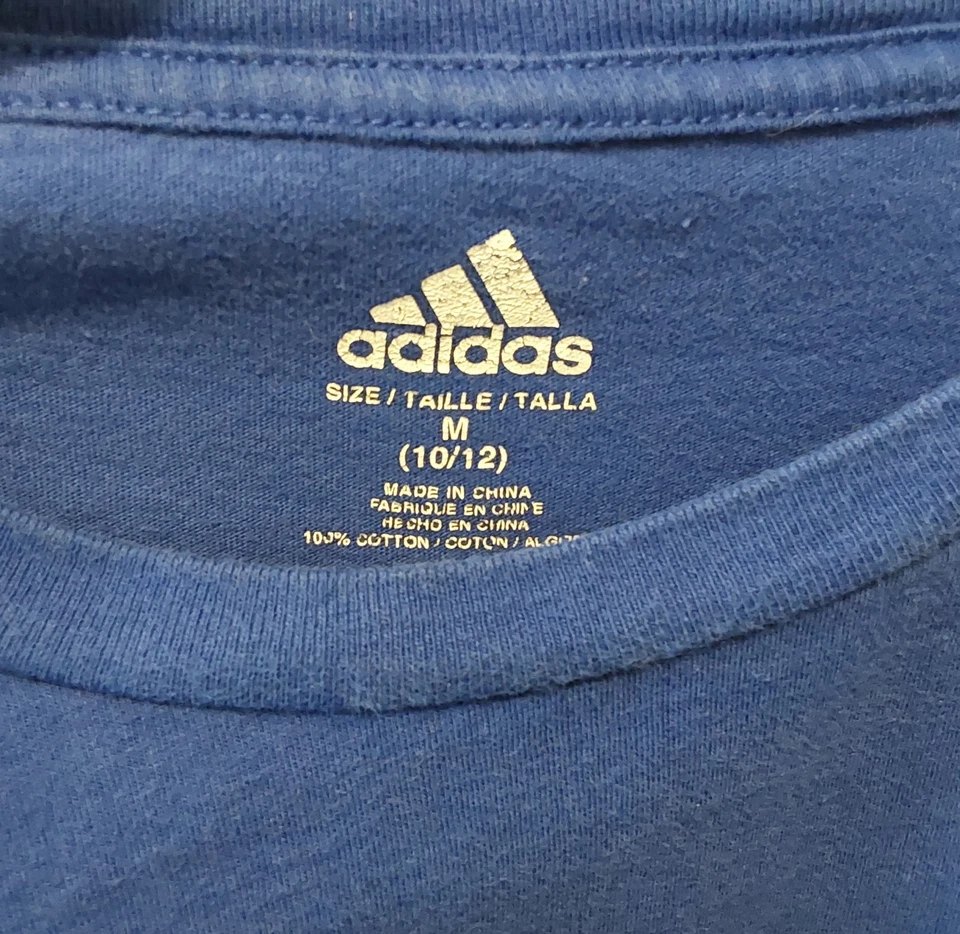 adidas
SIZE / TAILLE / TALLA
M
(10/12)
MADE IN CHINA
FABRIQUE EN CHINE
HECHO EN CHINA
100% COTTON / COTON /